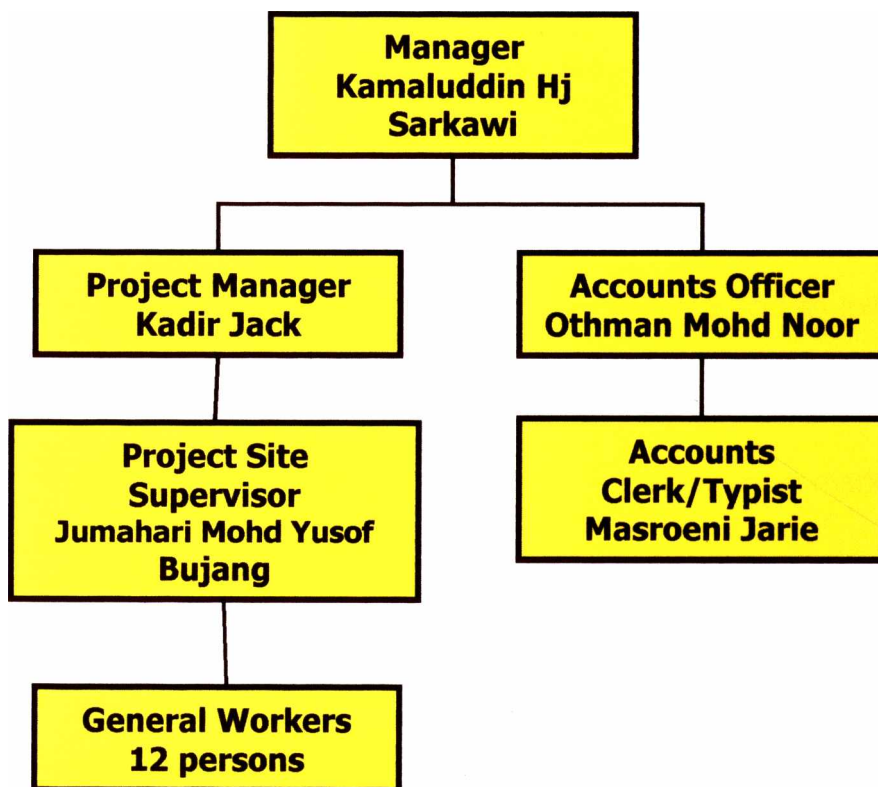 Manager
Kamaluddin Hj
Sarkawi
Project Manager
Kadir Jack
Accounts Officer
Othman Mohd Noor
Project Site
Supervisor
Jumahari Mohd Yusof
Bujang
Accounts
Clerk/Typist
Masroeni Jarie
General Workers
12 persons